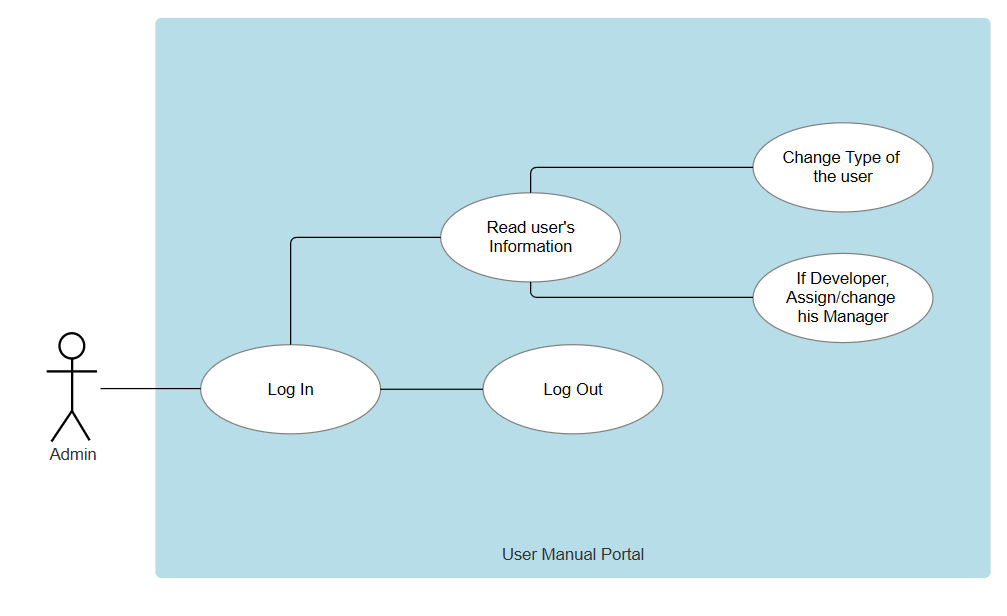 Change Type of
the user
Read user's
Information
If Developer,
Assign/change
his Manager
Log In
Log Out
Admin
User Manual Portal